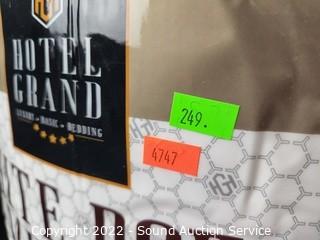 HOTEL
GRAND
LUXURY - BASIC - BEDDING
249.
4747
Copyright 2022 - Sound Auction Service